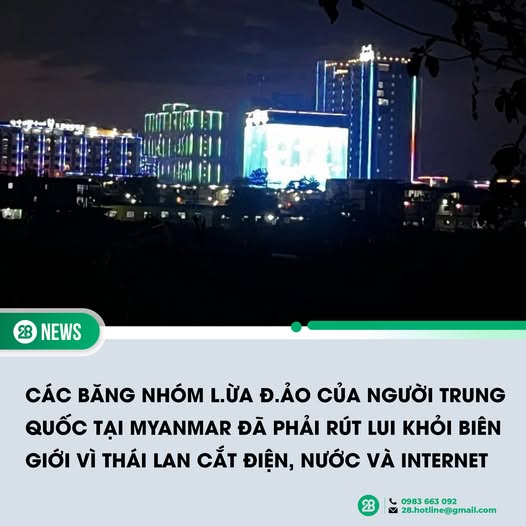 28 NEWS
CÁC BĂNG NHÓM L.ỪA Đ.ẢO CỦA NGƯỜI TRUNG
QUỐC TẠI MYANMAR ĐÃ PHẢI RÚT LUI KHỎI BIÊN
GIỚI VÌ THÁI LAN CẮT ĐIỆN, NƯỚC VÀ INTERNET
28
0983 663 092
28.hotline@gmail.com